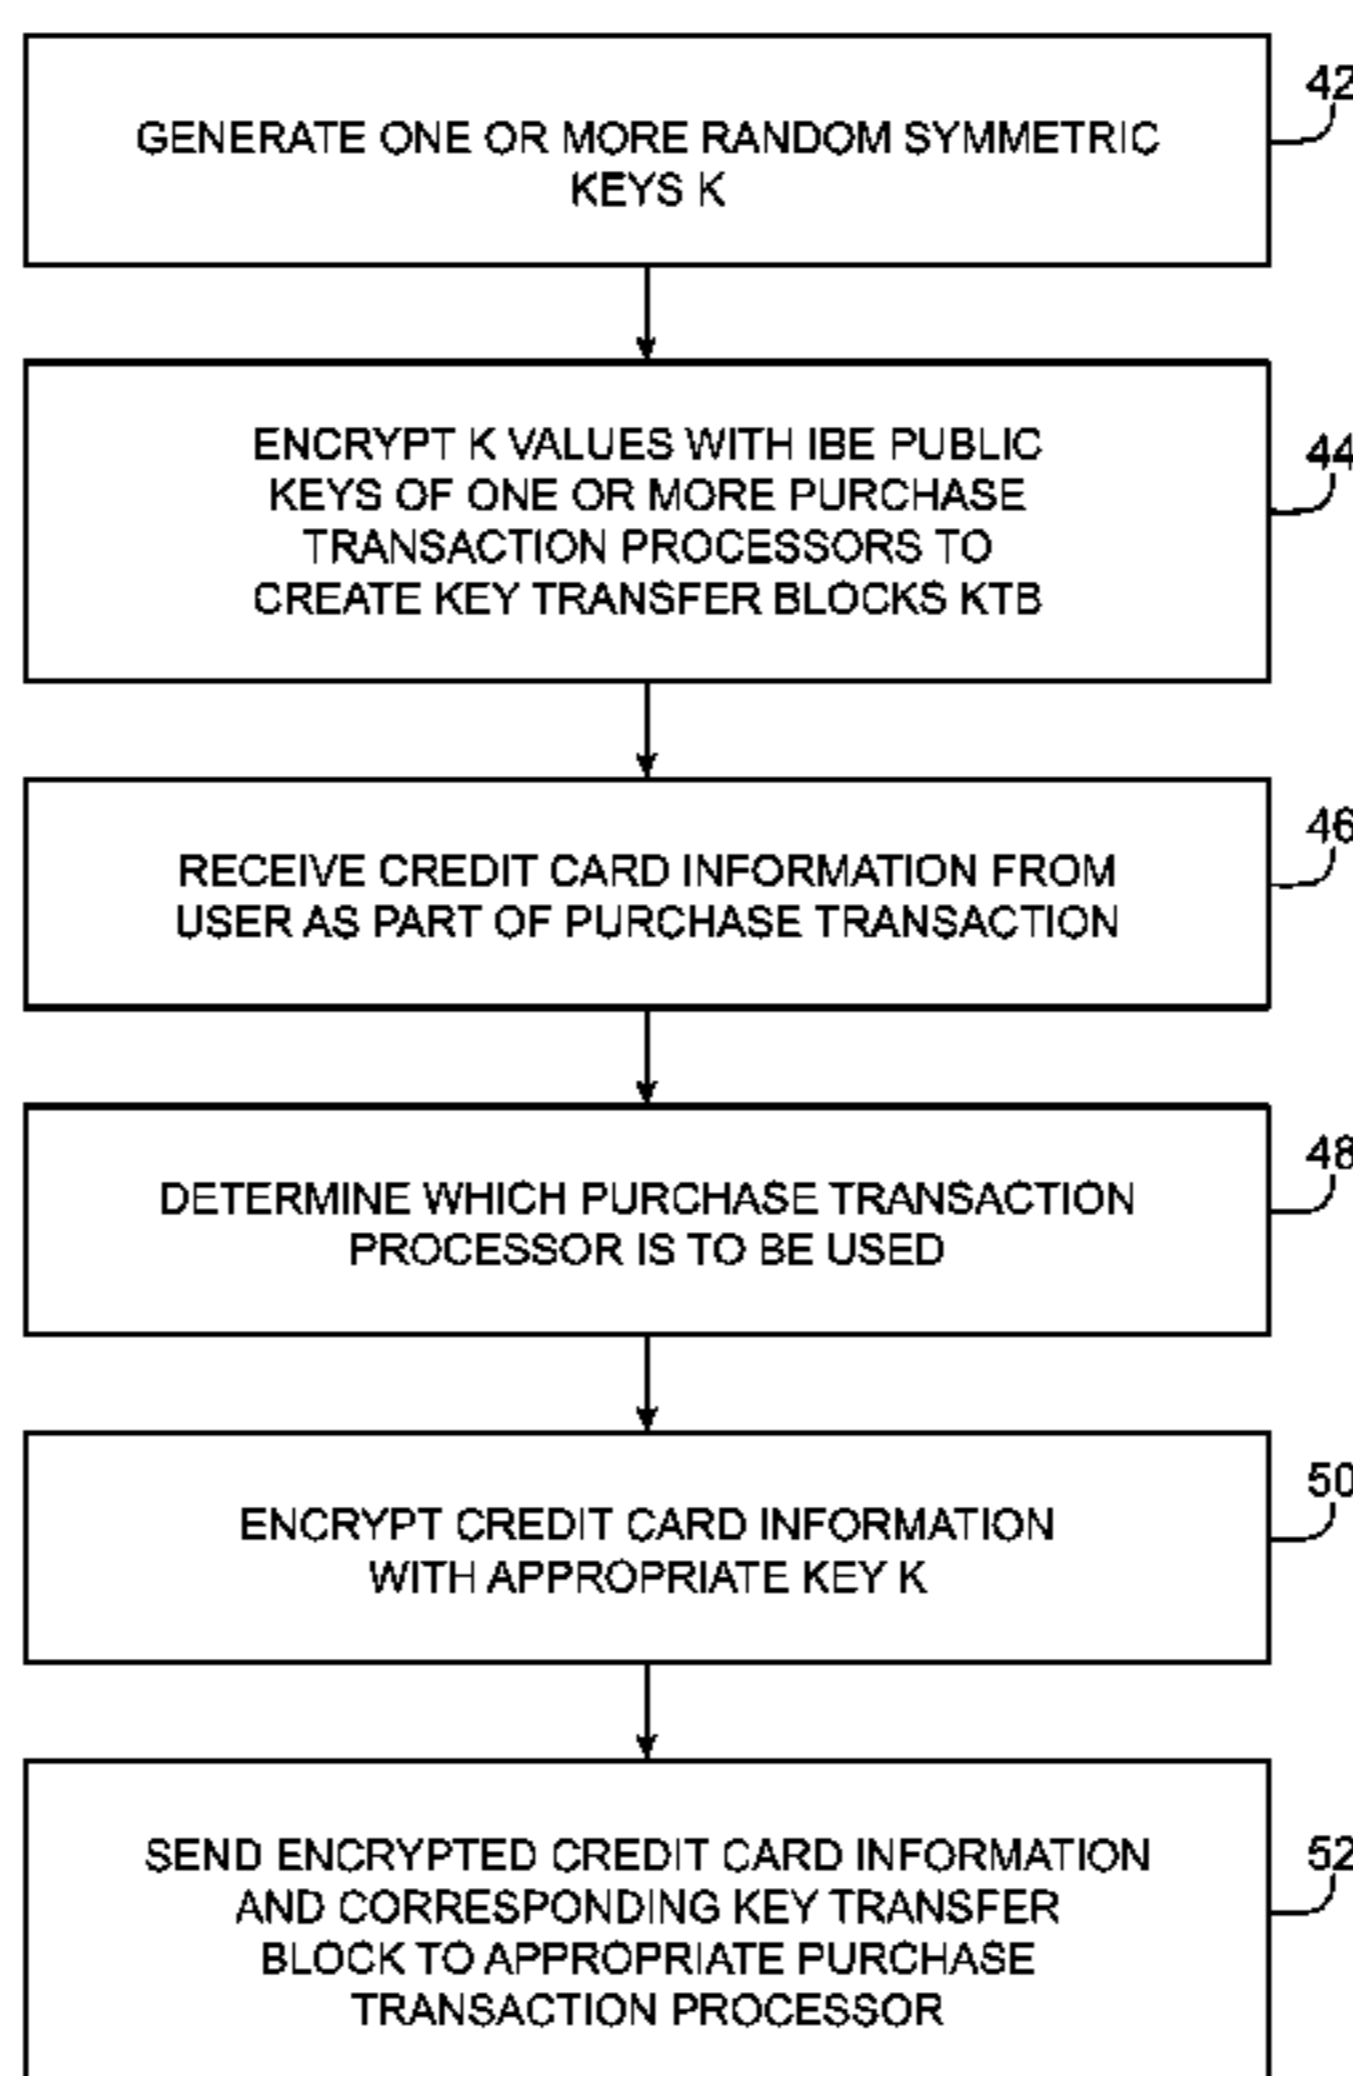 42
GENERATE ONE OR MORE RANDOM SYMMETRIC
KEYS K
44
ENCRYPT K VALUES WITH IBE PUBLIC
KEYS OF ONE OR MORE PURCHASE
TRANSACTION PROCESSORS TO
CREATE KEY TRANSFER BLOCKS KTB
46
RECEIVE CREDIT CARD INFORMATION FROM
USER AS PART OF PURCHASE TRANSACTION
48
DETERMINE WHICH PURCHASE TRANSACTION
PROCESSOR IS TO BE USED
50
ENCRYPT CREDIT CARD INFORMATION
WITH APPROPRIATE KEY K
52
SEND ENCRYPTED CREDIT CARD INFORMATION
AND CORRESPONDING KEY TRANSFER
BLOCK TO APPROPRIATE PURCHASE
TRANSACTION PROCESSOR